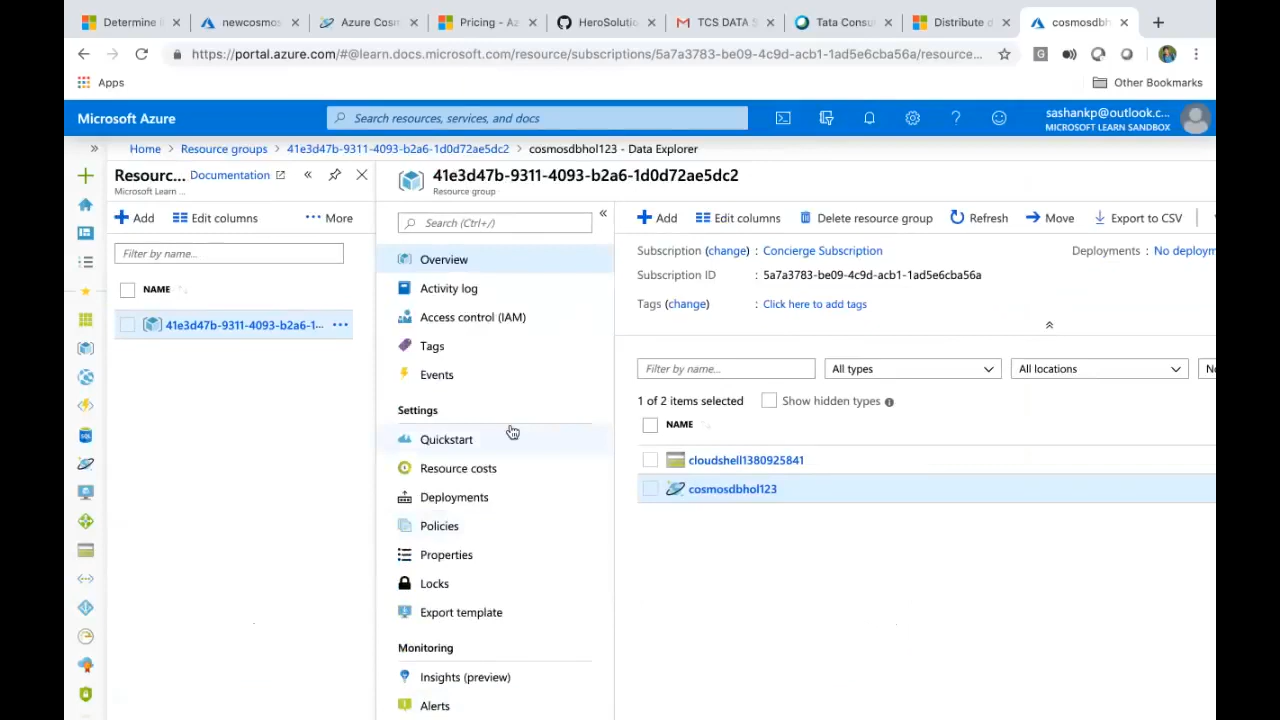 Determine t
newcosmos
Azure Cosm
Pricing - Az
HeroSolutio
TCS DATA S
Tata Consul
Distribute d
cosmosdbh
https://portal.azure.com/#@learn.docs.microsoft.com/resource/subscriptions/5a7a3783-be09-4c9d-acb1-1ad5e6cba56a/resource...
Apps
Other Bookmarks
Microsoft Azure
Search resources, services, and docs
sashankp@outlook.c...
MICROSOFT LEARN SANDBOX
Home > Resource groups > 41e3d47b-9311-4093-b2a6-1d0d72ae5dc2 > cosmosdbhol123 - Data Explorer
Resourc... Documentation
Microsoft Learn ...
Add Edit columns ··· More
Filter by name...
NAME
41e3d47b-9311-4093-b2a6-1... ···
41e3d47b-9311-4093-b2a6-1d0d72ae5dc2
Resource group
Search (Ctrl+/)
Overview
Activity log
Access control (IAM)
Tags
Events
Settings
Quickstart
Resource costs
Deployments
Policies
Properties
Locks
Export template
Monitoring
Insights (preview)
Alerts
Add Edit columns Delete resource group Refresh Move Export to CSV
Subscription (change) : Concierge Subscription
Deployments : No deploym
Subscription ID : 5a7a3783-be09-4c9d-acb1-1ad5e6cba56a
Tags (change) : Click here to add tags
Filter by name... All types All locations No
1 of 2 items selected Show hidden types
NAME
cloudshell1380925841
cosmosdbhol123